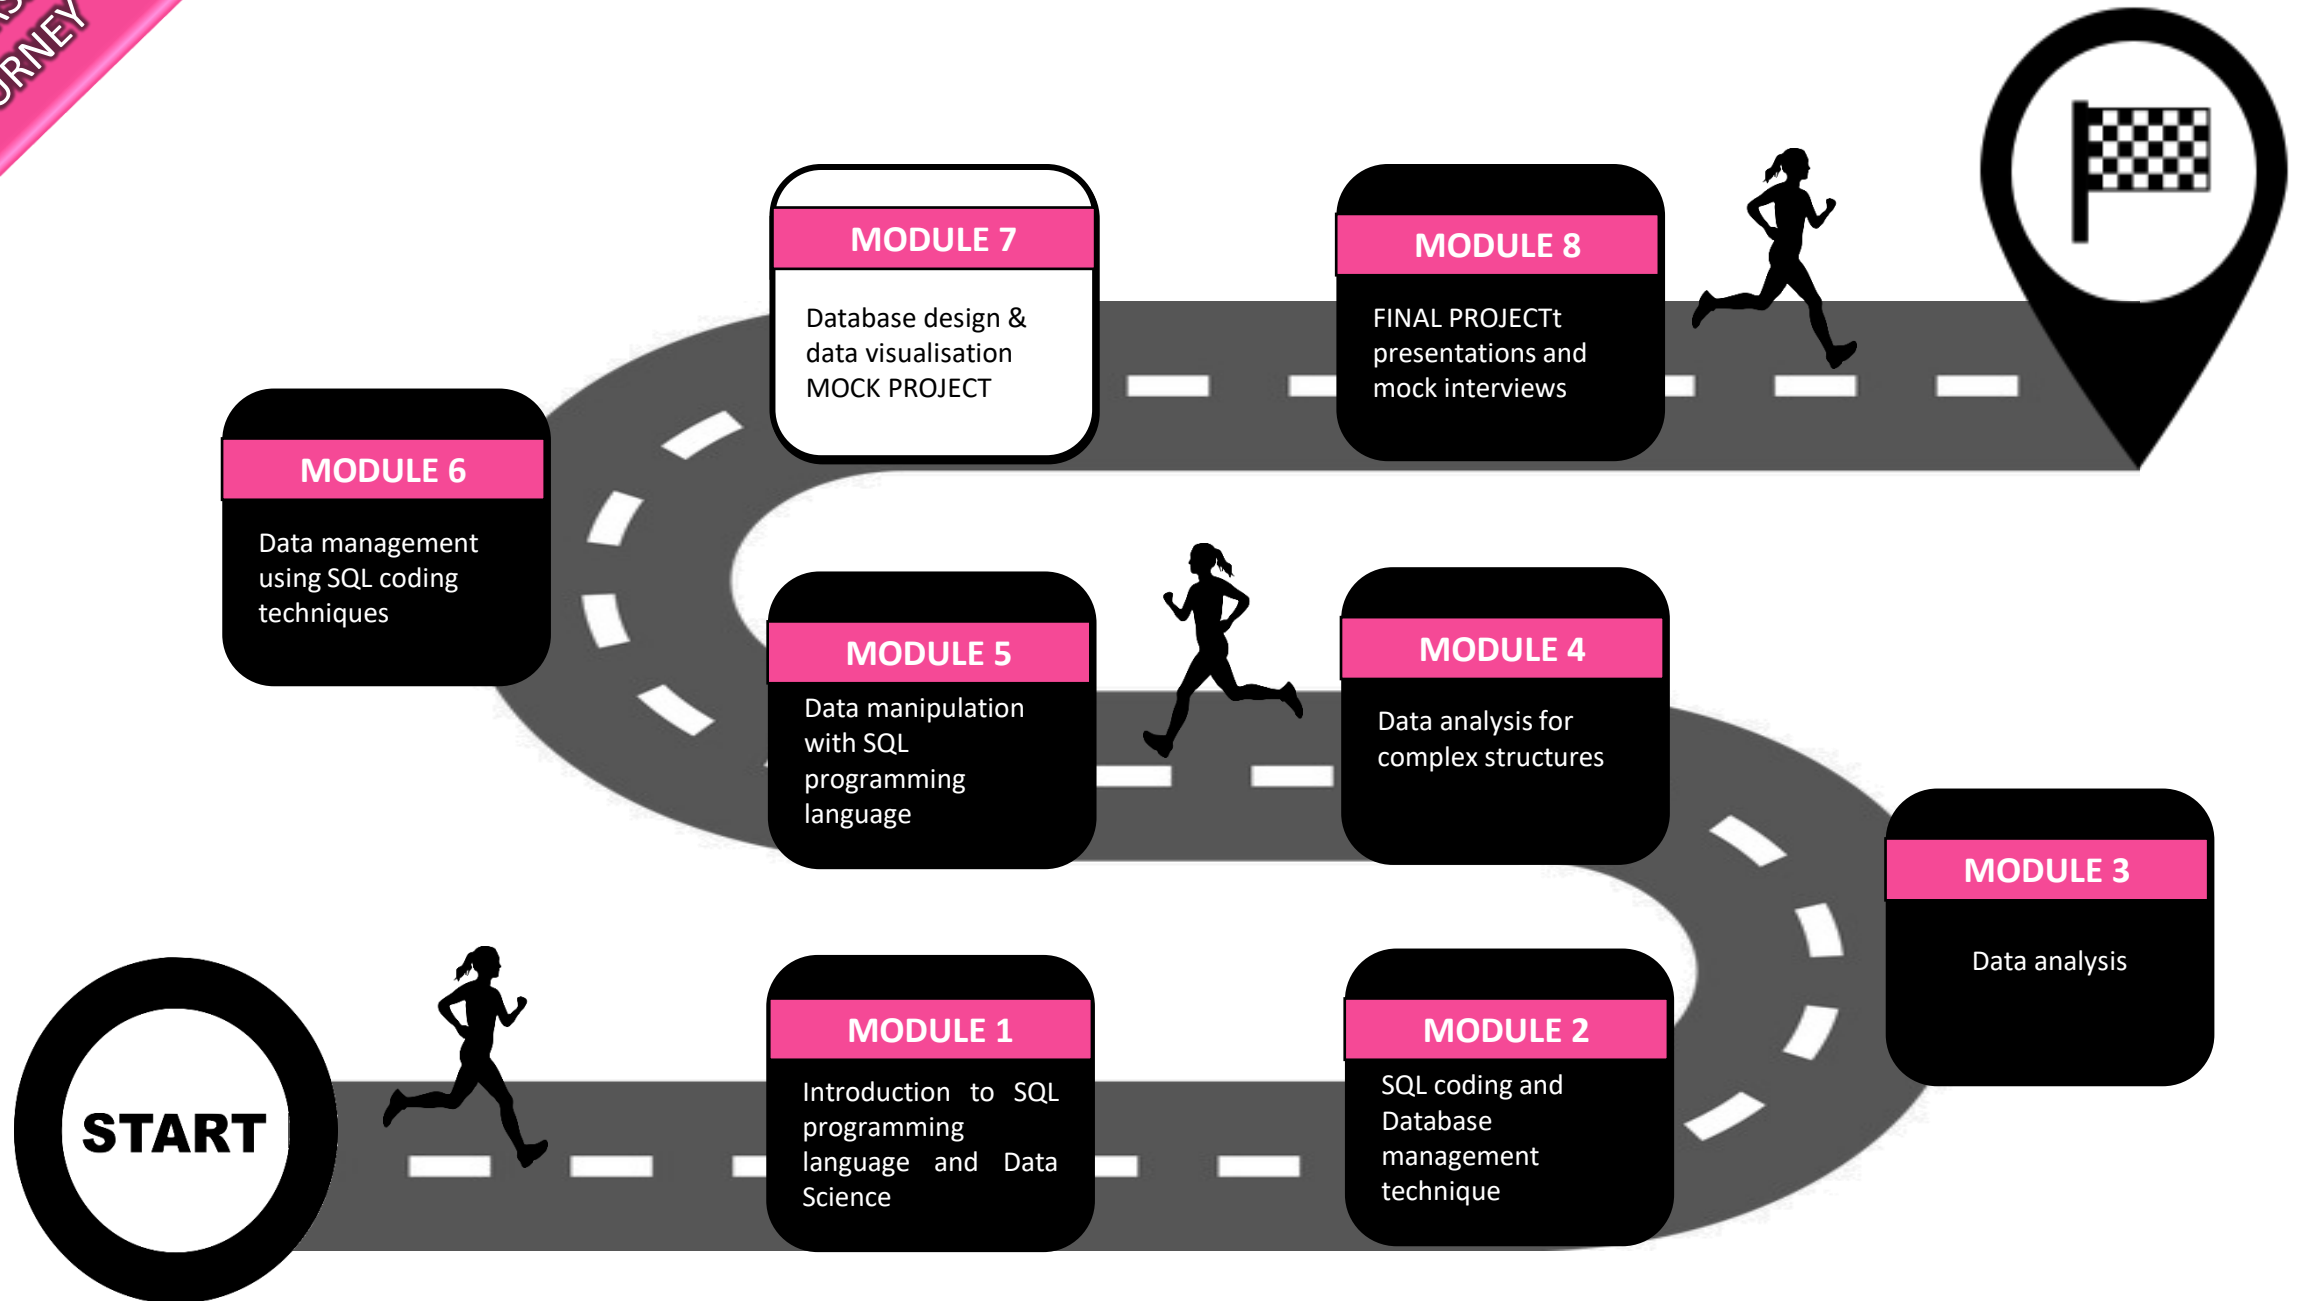 MODULE 7
Database design &
data visualisation
MOCK PROJECT
MODULE 8
FINAL PROJECTt
presentations and
mock interviews
MODULE 6
Data management
using SQL coding
techniques
MODULE 5
Data manipulation
with SQL
programming
language
MODULE 4
Data analysis for
complex structures
MODULE 3
Data analysis
START
MODULE 1
Introduction to SQL
programming
language and Data
Science
MODULE 2
SQL coding and
Database
management
technique